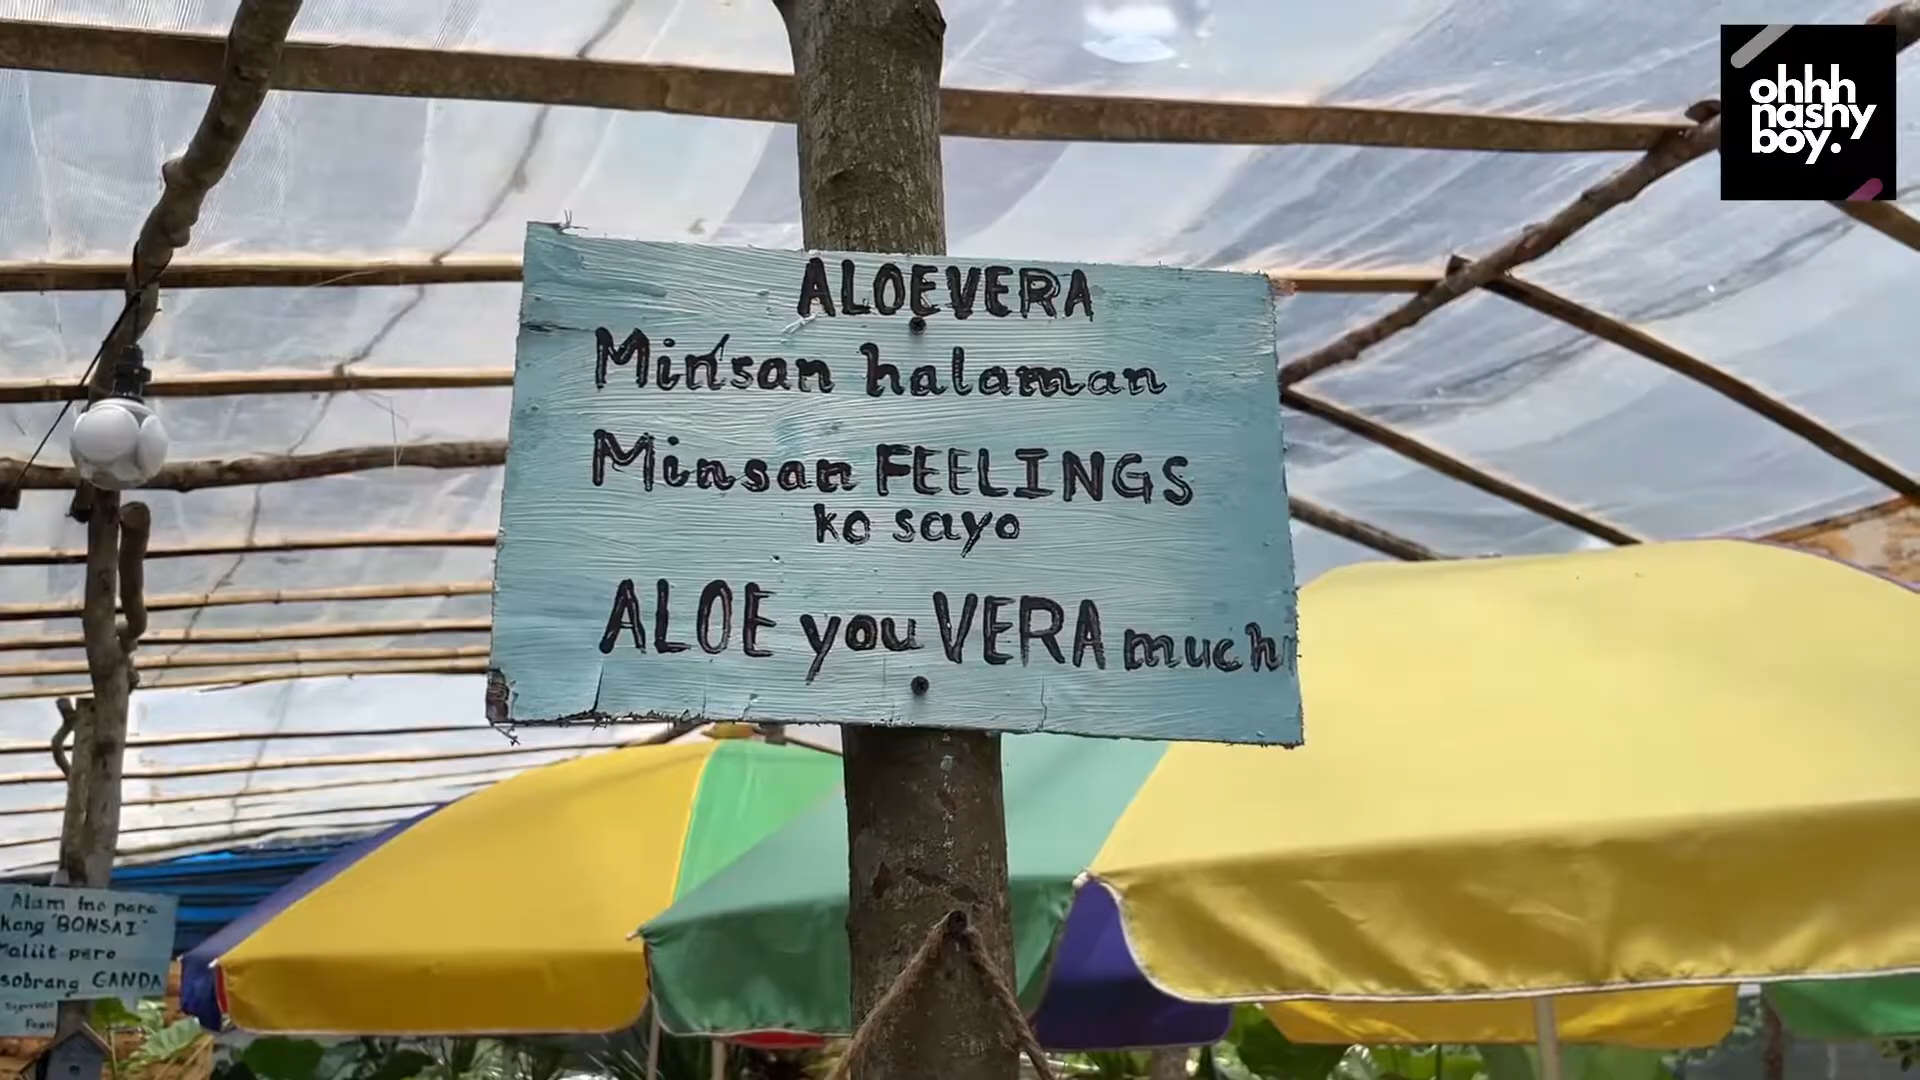 ohhh
nashy
boy.
ALOEVERA
Minsan halaman
Minsan FEELINGS
ko sayo
ALOE you VERA much
Alam mo para
kang "BONSAI"
maliit pero
sobrang GANDA